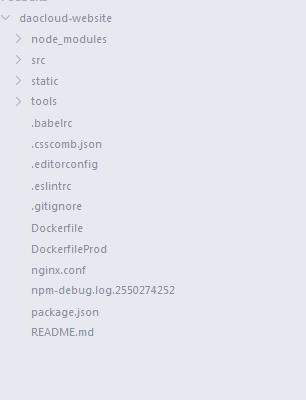 daocloud-website
node_modules
src
static
tools
.babelrc
.csscomb.json
.editorconfig
.eslintrc
.gitignore
Dockerfile
DockerfileProd
nginx.conf
npm-debug.log.2550274252
package.json
README.md